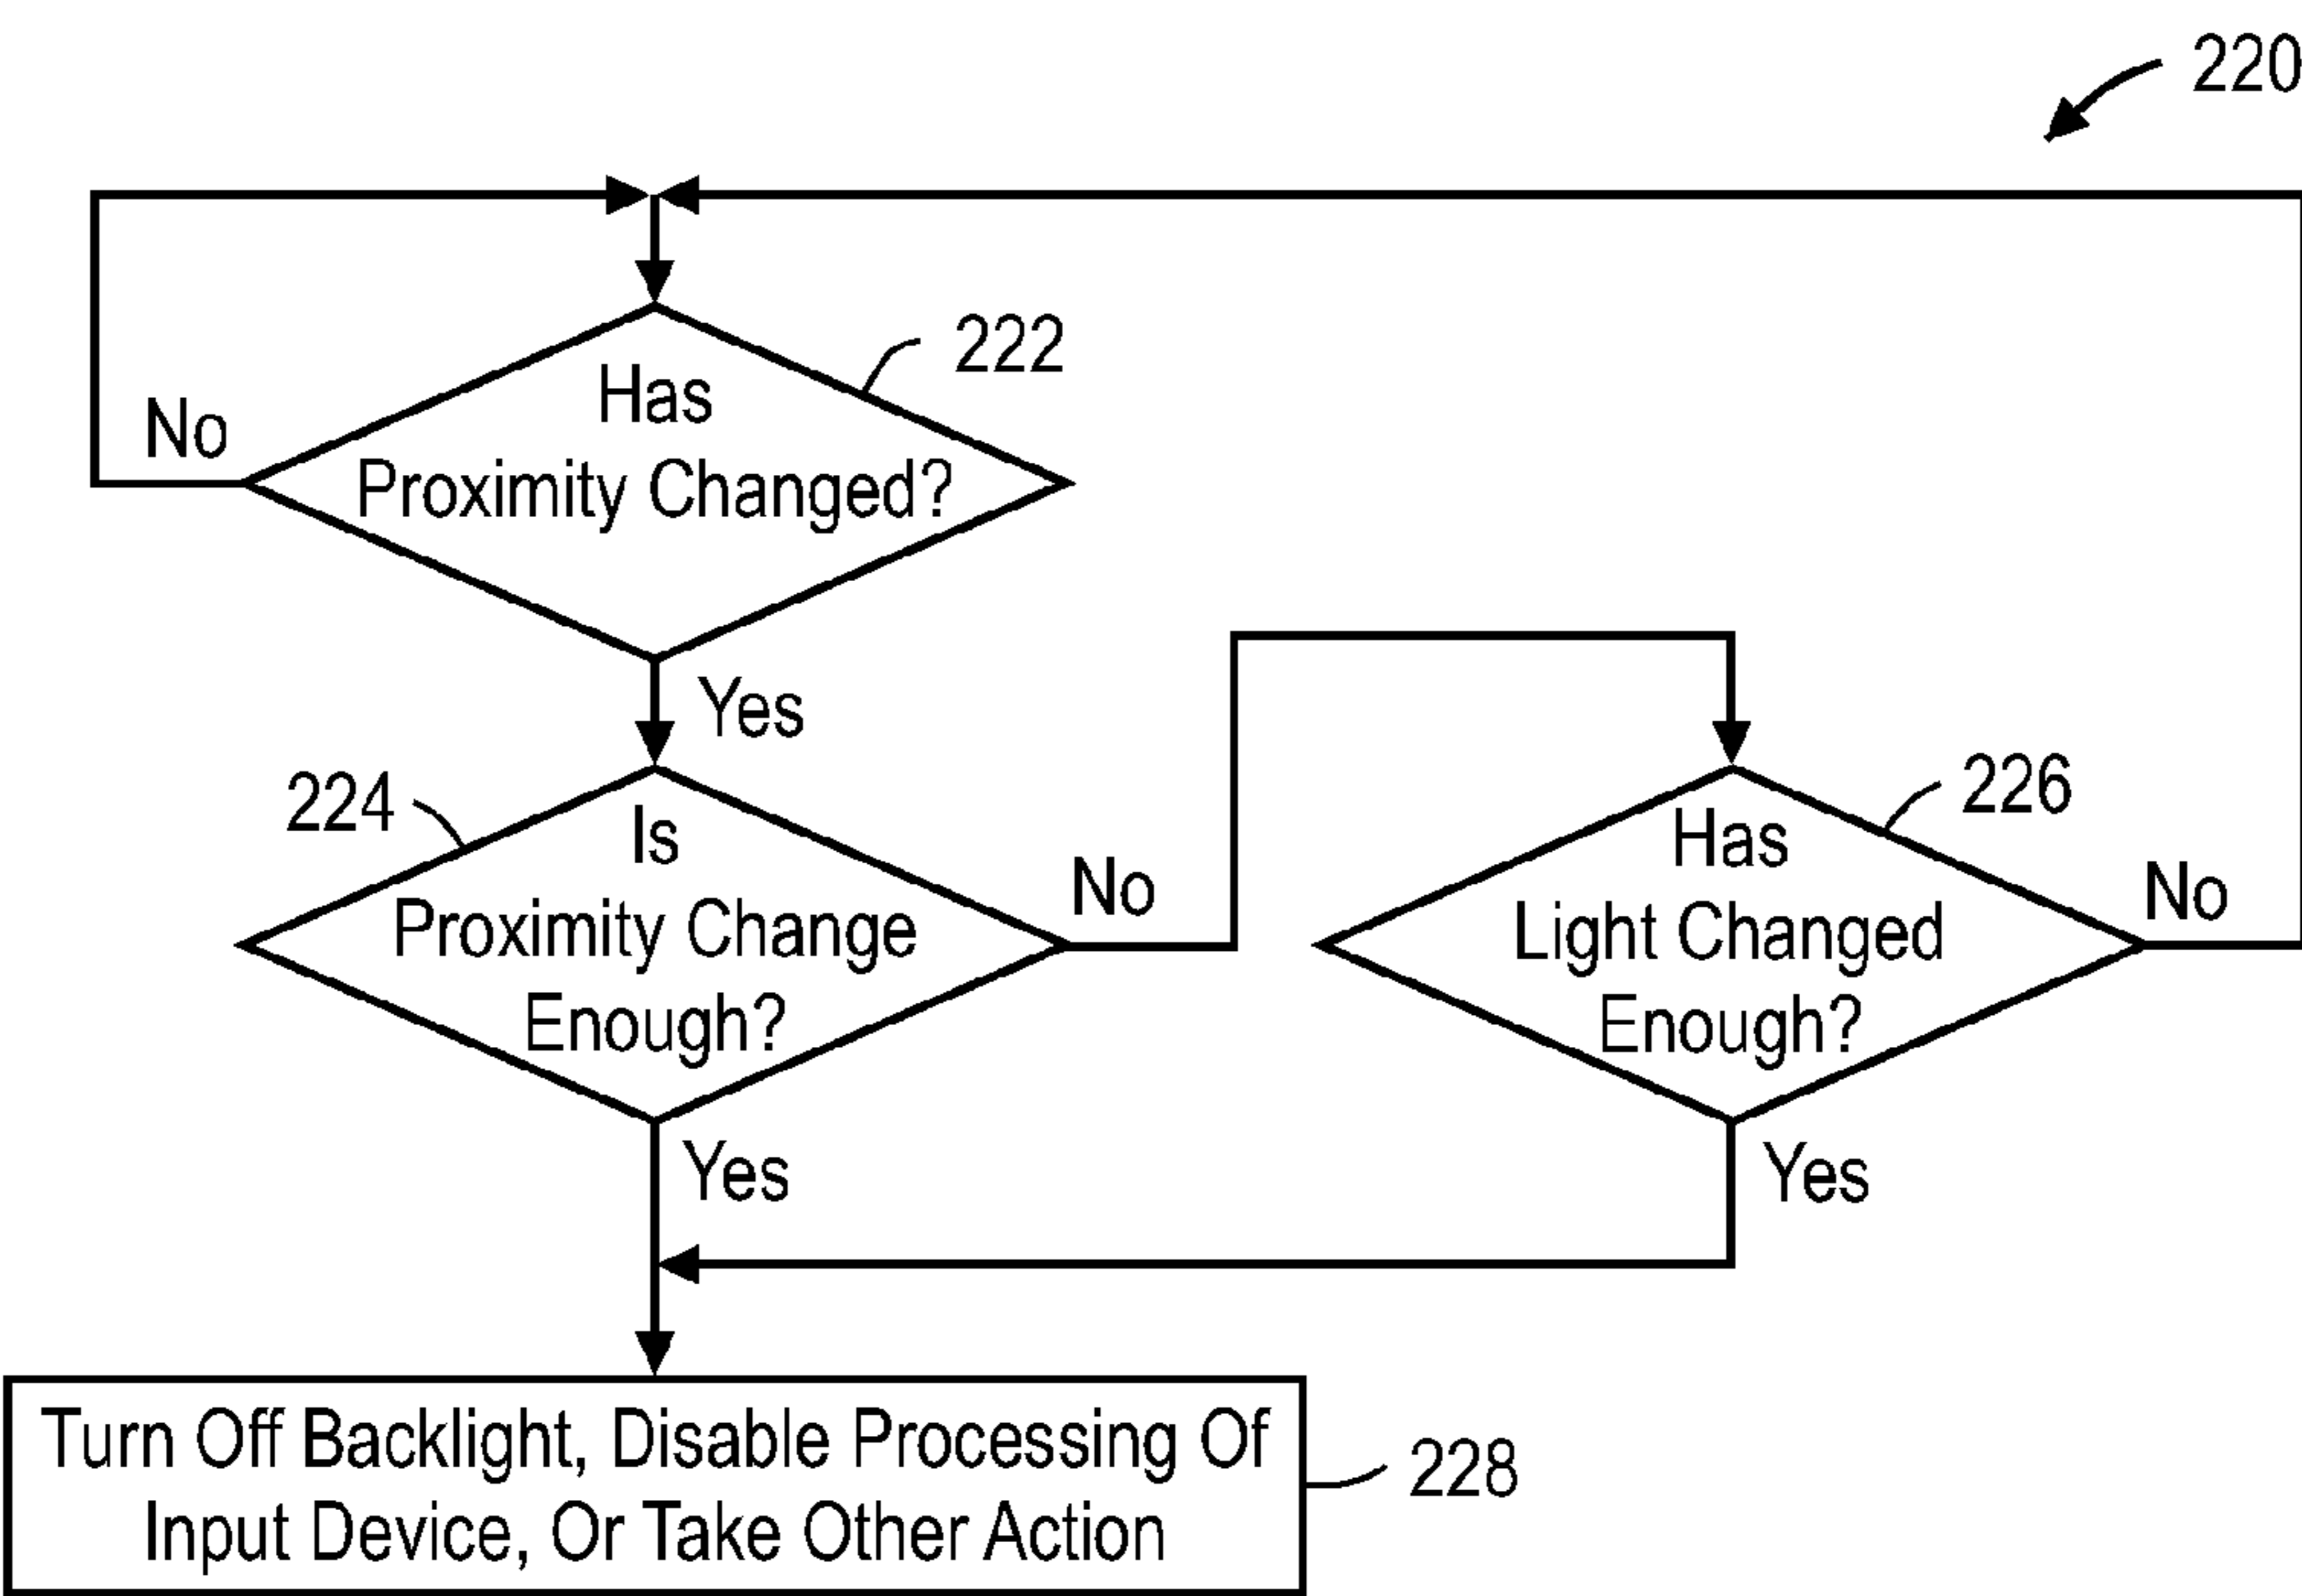 220
222
Has
Proximity Changed?
No
Yes
224
Is
Proximity Change
Enough?
No
Yes
226
Has
Light Changed
Enough?
No
Yes
Turn Off Backlight, Disable Processing Of
Input Device, Or Take Other Action
228